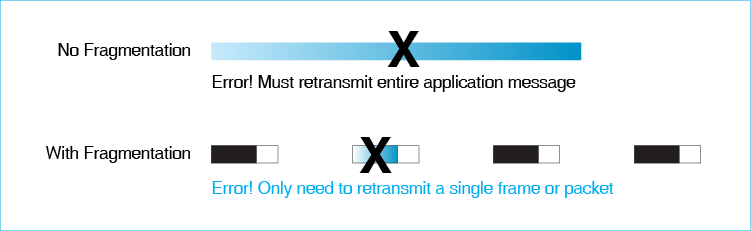 No Fragmentation
X
Error! Must retransmit entire application message
With Fragmentation
X
Error! Only need to retransmit a single frame or packet